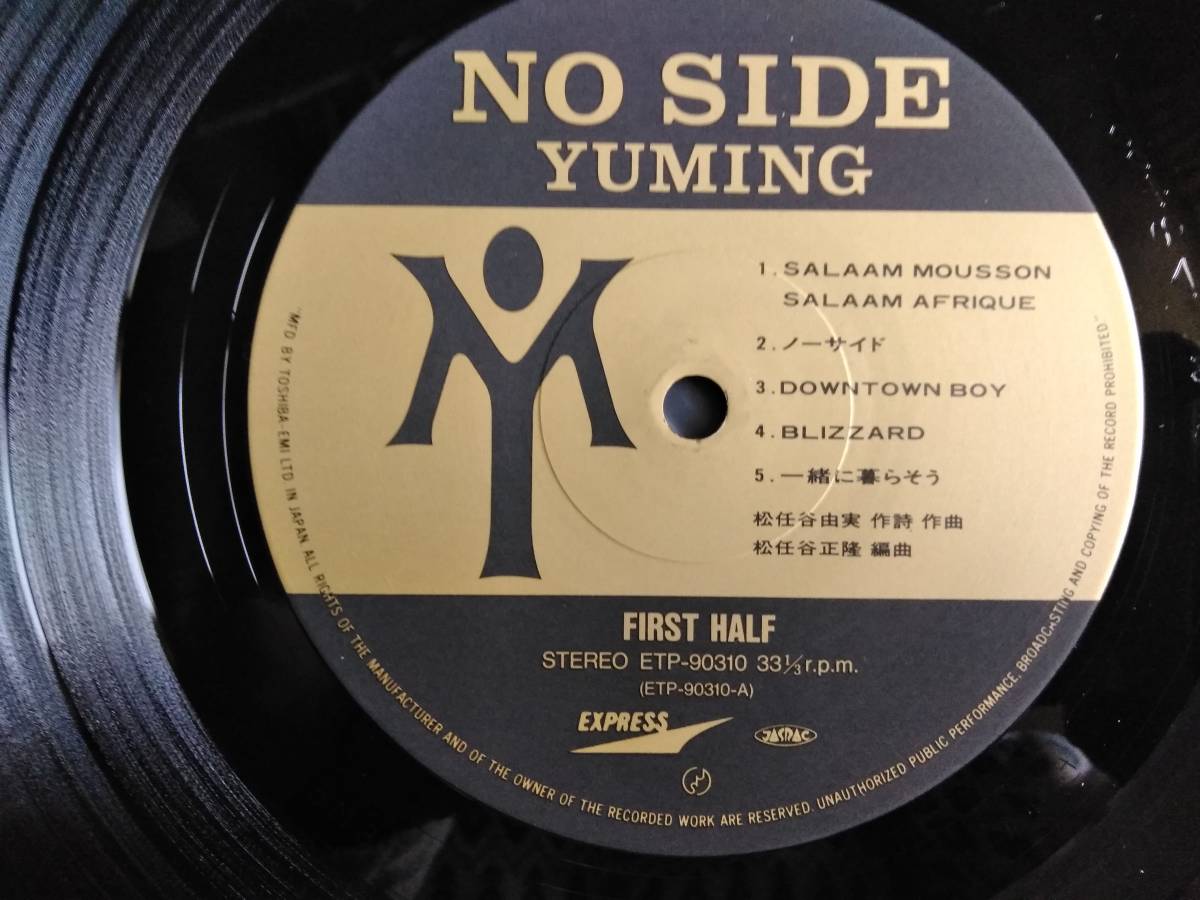 NO SIDE
YUMING
1. SALAAM MOUSSON
SALAAM AFRIQUE
2. ノーサイド
3. DOWNTOWN BOY
4. BLIZZARD
5. 一緒に暮らそう
松任谷由実 作詩 作曲
松任谷正隆 編曲
FIRST HALF
STEREO ETP-90310 33 1/3 r.p.m.
(ETP-90310-A)
EXPRESS
JASRAC
"MF'D BY TOSHIBA-EMI LTD. IN JAPAN. ALL RIGHTS OF THE MANUFACTURER AND OF THE OWNER OF THE RECORDED WORK ARE RESERVED. UNAUTHORIZED PUBLIC PERFORMANCE, BROADCASTING AND COPYING OF THE RECORD PROHIBITED."